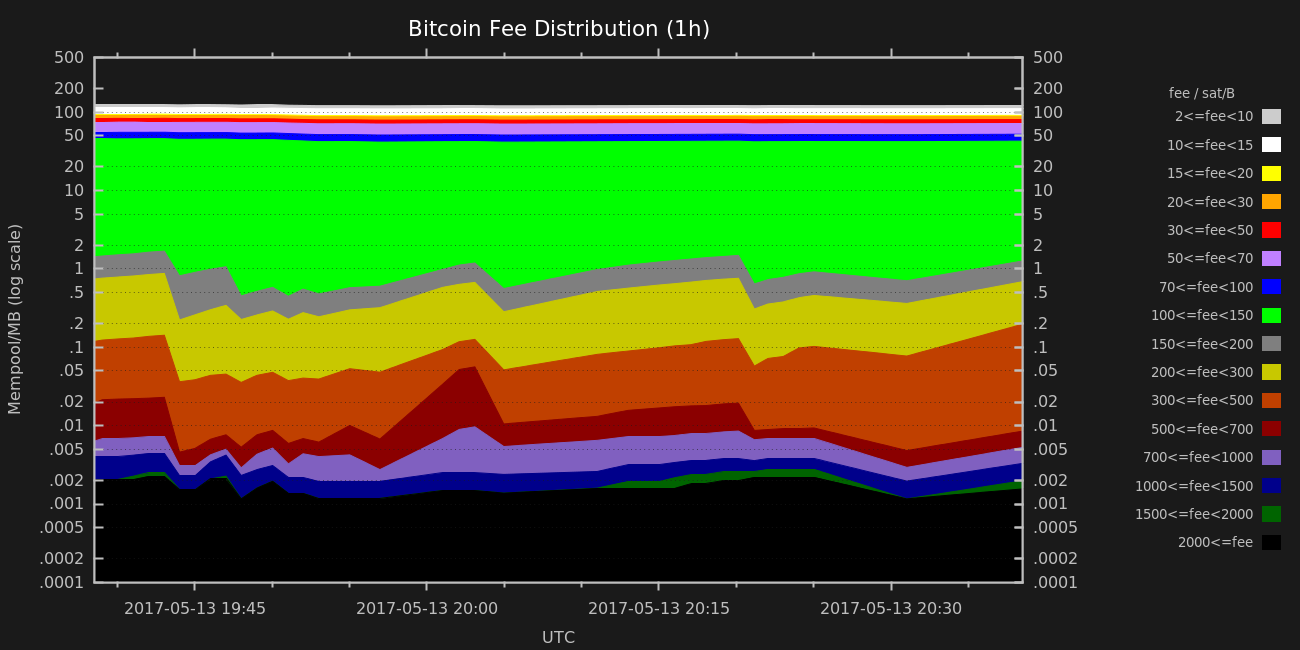 Bitcoin Fee Distribution (1h)
500
200
100
50
20
10
5
2
1
.5
.2
.1
.05
.02
.01
.005
.002
.001
.0005
.0002
.0001
Mempool/MB (log scale)
500
200
100
50
20
10
5
2
1
.5
.2
.1
.05
.02
.01
.005
.002
.001
.0005
.0002
.0001
2017-05-13 19:45
2017-05-13 20:00
2017-05-13 20:15
2017-05-13 20:30
UTC
fee / sat/B
2<=fee<10
10<=fee<15
15<=fee<20
20<=fee<30
30<=fee<50
50<=fee<70
70<=fee<100
100<=fee<150
150<=fee<200
200<=fee<300
300<=fee<500
500<=fee<700
700<=fee<1000
1000<=fee<1500
1500<=fee<2000
2000<=fee